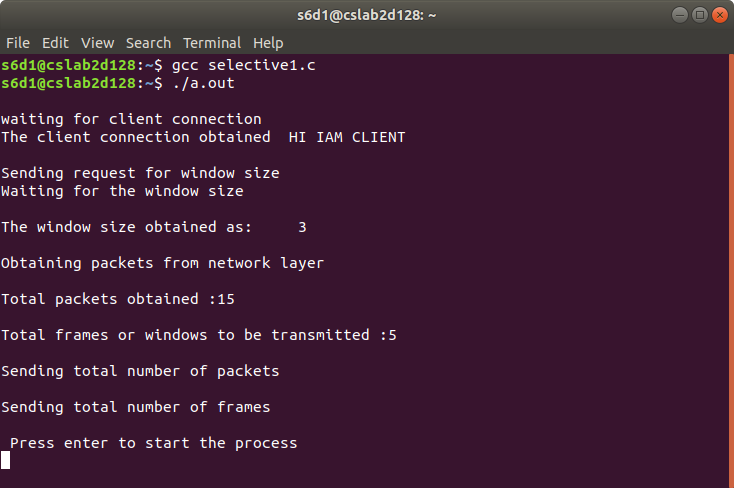 s6d1@cslab2d128: ~
File Edit View Search Terminal Help
s6d1@cslab2d128:~$ gcc selective1.c
s6d1@cslab2d128:~$ ./a.out
waiting for client connection
The client connection obtained  HI IAM CLIENT
Sending request for window size
Waiting for the window size
The window size obtained as:     3
Obtaining packets from network layer
Total packets obtained :15
Total frames or windows to be transmitted :5
Sending total number of packets
Sending total number of frames
Press enter to start the process